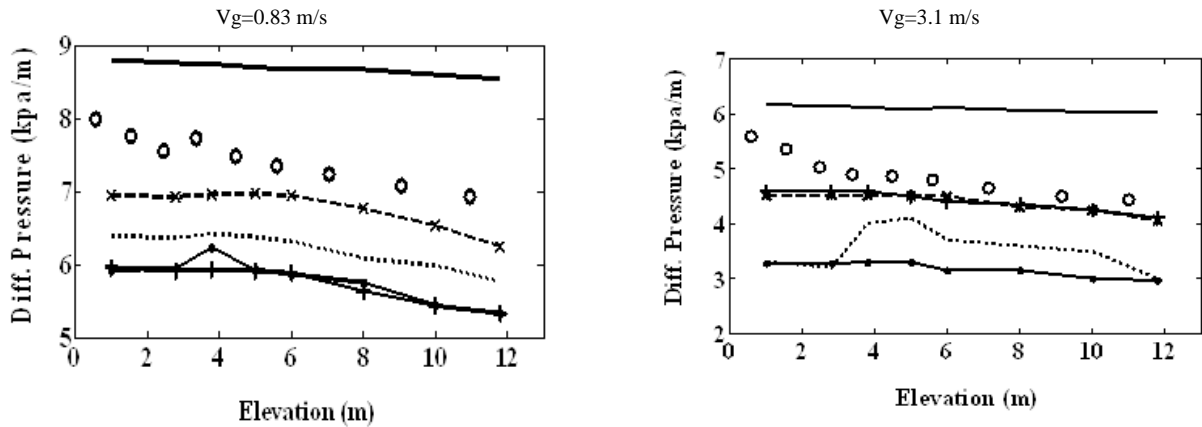 Vg=0.83 m/s
Diff. Pressure (kpa/m)
9
8
7
6
5
0 2 4 6 8 10 12
Elevation (m)
Vg=3.1 m/s
Diff. Pressure (kpa/m)
7
6
5
4
3
2
0 2 4 6 8 10 12
Elevation (m)